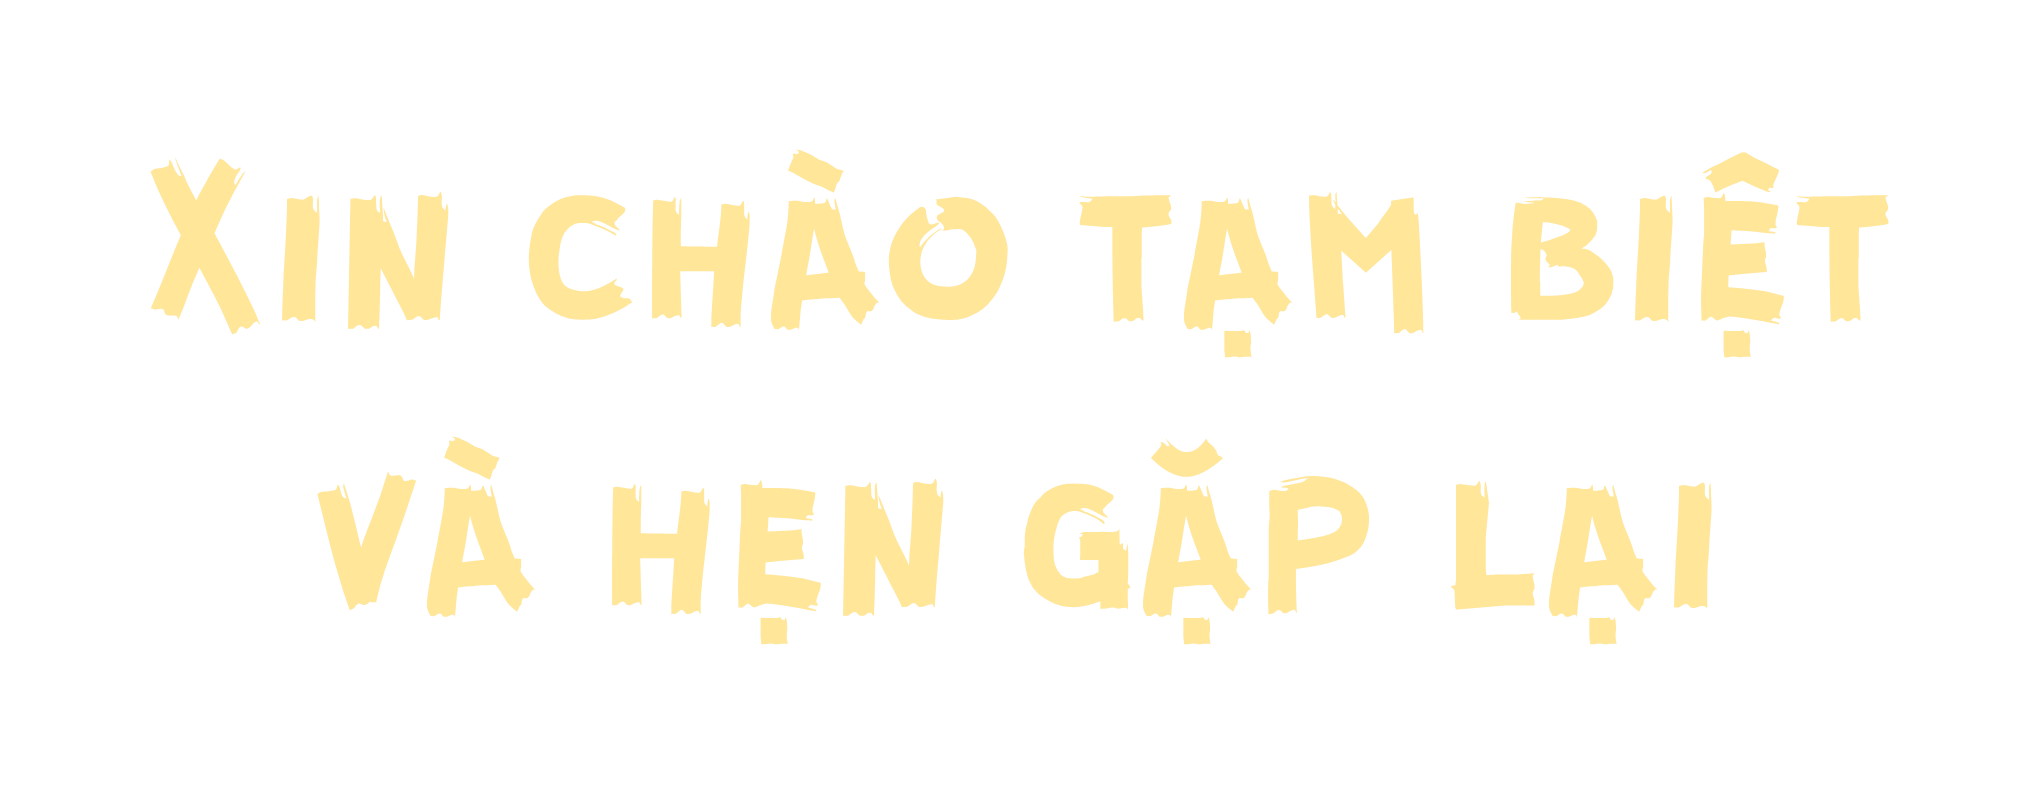 XIN CHÀO TẠM BIỆT
VÀ HẸN GẶP LẠI